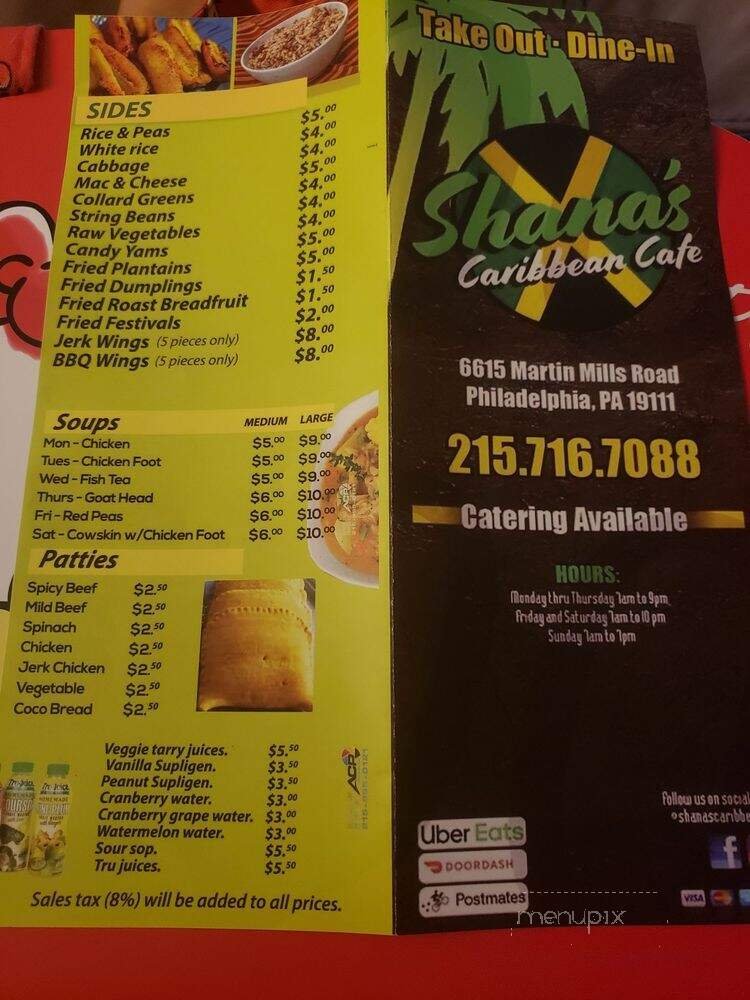 SIDES
Rice & Peas $5.00
White rice $4.00
Cabbage $4.00
Mac & Cheese $5.00
Collard Greens $4.00
String Beans $4.00
Raw Vegetables $4.00
Candy Yams $5.00
Fried Plantains $5.00
Fried Dumplings $1.50
Fried Roast Breadfruit $1.50
Fried Festivals $2.00
Jerk Wings (5 pieces only) $8.00
BBQ Wings (5 pieces only) $8.00
Soups MEDIUM LARGE
Mon - Chicken $5.00 $9.00
Tues - Chicken Foot $5.00 $9.00
Wed - Fish Tea $5.00 $9.00
Thurs - Goat Head $6.00 $10.00
Fri - Red Peas $6.00 $10.00
Sat - Cowskin w/Chicken Foot $6.00 $10.00
Patties
Spicy Beef $2.50
Mild Beef $2.50
Spinach $2.50
Chicken $2.50
Jerk Chicken $2.50
Vegetable $2.50
Coco Bread $2.50
Veggie tarry juices. $5.50
Vanilla Supligen. $3.50
Peanut Supligen. $3.50
Cranberry water. $3.00
Cranberry grape water. $3.00
Watermelon water. $3.00
Sour sop. $5.50
Tru juices. $5.50
Sales tax (8%) will be added to all prices.
ACP
Take Out · Dine-In
Shana's
Caribbean Cafe
6615 Martin Mills Road
Philadelphia, PA 19111
215.716.7088
Catering Available
HOURS:
Monday thru Thursday 7am to 9pm
Friday and Saturday 7am to 10 pm
Sunday 7am to 7pm
Follow us on social
@shanascaribbe
f
Uber Eats
DOORDASH
Postmates
VISA
menupix